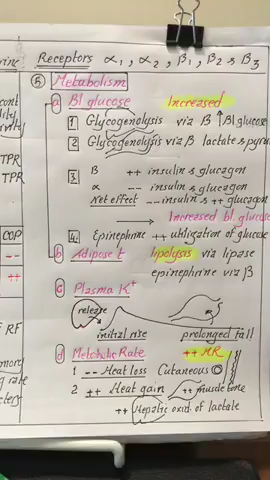 Receptors α1, α2, β1, β2 & β3
⑤ Metabolism
a Bl glucose Increased
1 Glycogenolysis via β ↑ Bl glucose
2 Glycogenolysis via β lactate & pyru
3 B ++ insulin & glucagon
α -- insulin & glucagon
Net effect -- insulin & ++ glucagon
→ Increased bl. glucose
4 Epinephrine ++ utiligation of glucose
b Adipose t lipolysis via lipase
epinephrine via β
c Plasma K+
release
initial rise prolonged fall
d Metabolic Rate ++ MR
1 -- Heat loss Cutaneous
2 ++ Heat gain ++ muscle tone
++ Hepatic oxid. of lactate
TPR
TPR
COP
--
++
RF